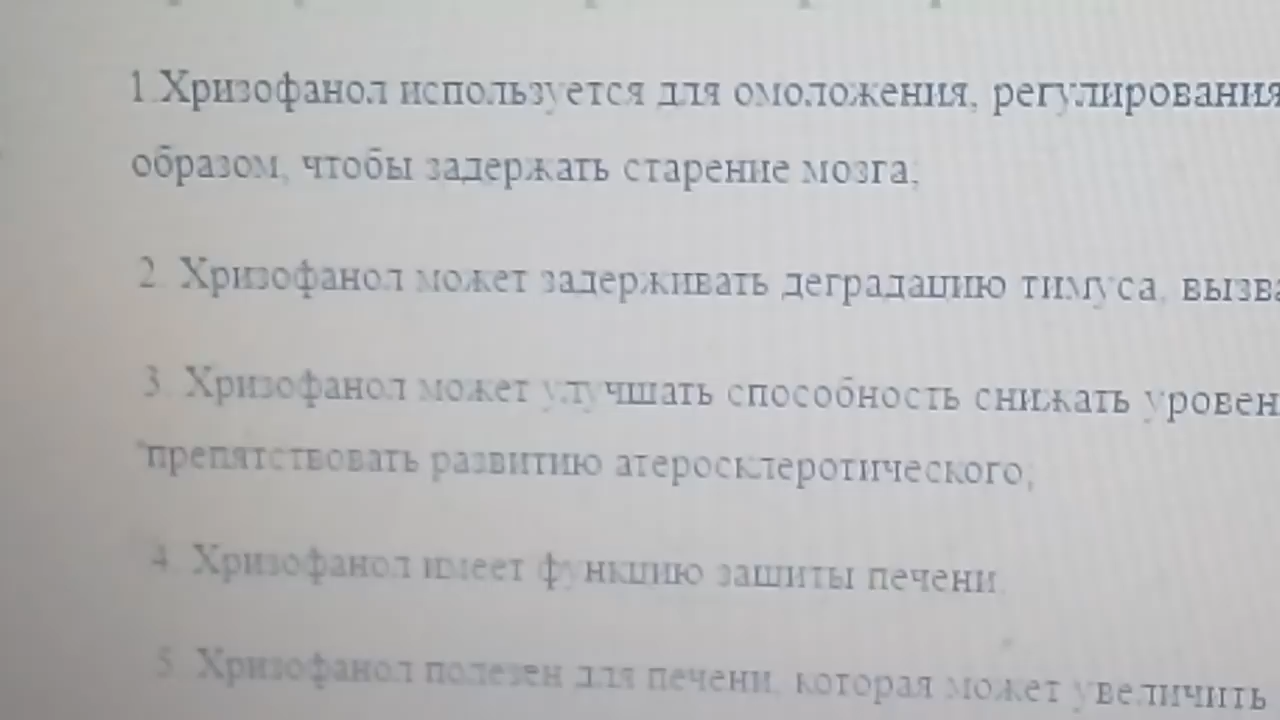 1.Хризофанол используется для омоложения, регулирования
образом, чтобы задержать старение мозга;
2. Хризофанол может задерживать деградацию тимуса,
3. Хризофанол может улучшать способность снижать
препятствовать развитию атеросклеротического;
4. Хризофанол имеет функцию защиты печени.
5. Хризофанол полезен для печени, которая может увеличить